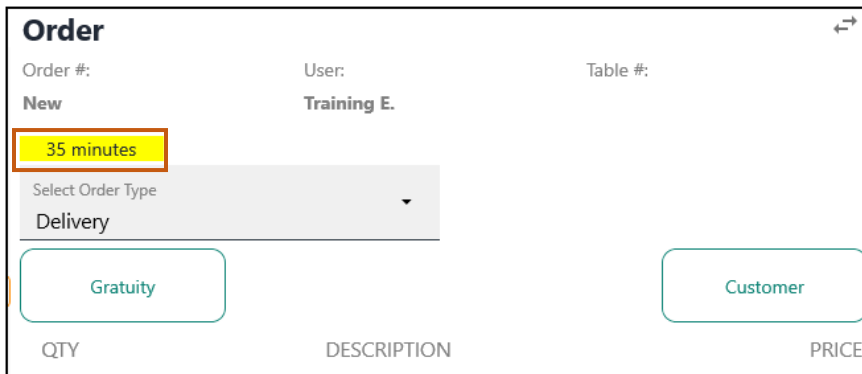 Order
Order #: User: Table #:
New Training E.
35 minutes
Select Order Type
Delivery
Gratuity Customer
QTY DESCRIPTION PRICE